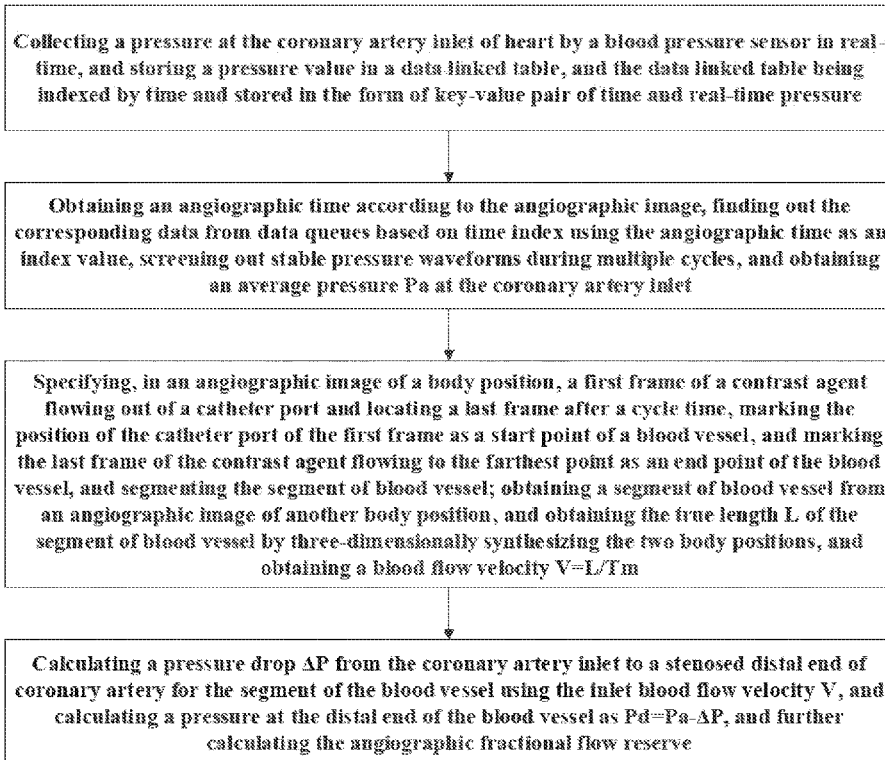 Collecting a pressure at the coronary artery inlet of heart by a blood pressure sensor in real-
time, and storing a pressure value in a data linked table, and the data linked table being
indexed by time and stored in the form of key-value pair of time and real-time pressure
Obtaining an angiographic time according to the angiographic image, finding out the
corresponding data from data queues based on time index using the angiographic time as an
index value, screening out stable pressure waveforms during multiple cycles, and obtaining
an average pressure Pa at the coronary artery inlet
Specifying, in an angiographic image of a body position, a first frame of a contrast agent
flowing out of a catheter port and locating a last frame after a cycle time, marking the
position of the catheter port of the first frame as a start point of a blood vessel, and marking
the last frame of the contrast agent flowing to the farthest point as an end point of the blood
vessel, and segmenting the segment of blood vessel; obtaining a segment of blood vessel from
an angiographic image of another body position, and obtaining the true length L of the
segment of blood vessel by three-dimensionally synthesizing the two body positions, and
obtaining a blood flow velocity V=L/Tm
Calculating a pressure drop ΔP from the coronary artery inlet to a stenosed distal end of
coronary artery for the segment of the blood vessel using the inlet blood flow velocity V, and
calculating a pressure at the distal end of the blood vessel as Pd=Pa-ΔP, and further
calculating the angiographic fractional flow reserve